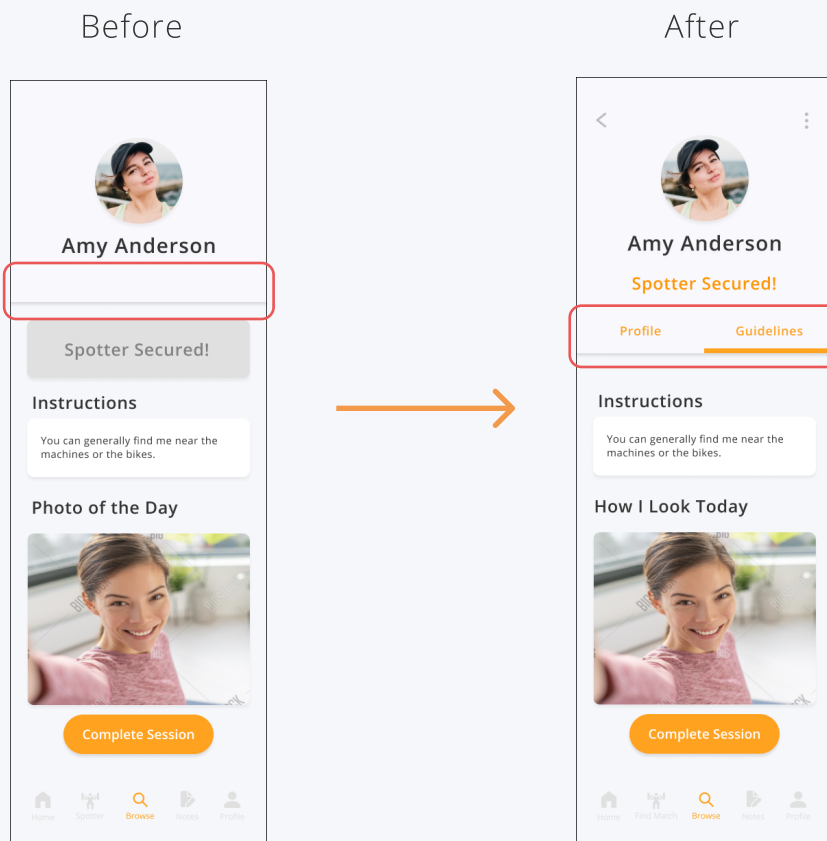 Before
Amy Anderson
Spotter Secured!
Instructions
You can generally find me near the
machines or the bikes.
Photo of the Day
Complete Session
Home
Spotter
Browse
Notes
Profile
After
Amy Anderson
Spotter Secured!
Profile
Guidelines
Instructions
You can generally find me near the
machines or the bikes.
How I Look Today
Complete Session
Home
Find Match
Browse
Notes
Profile